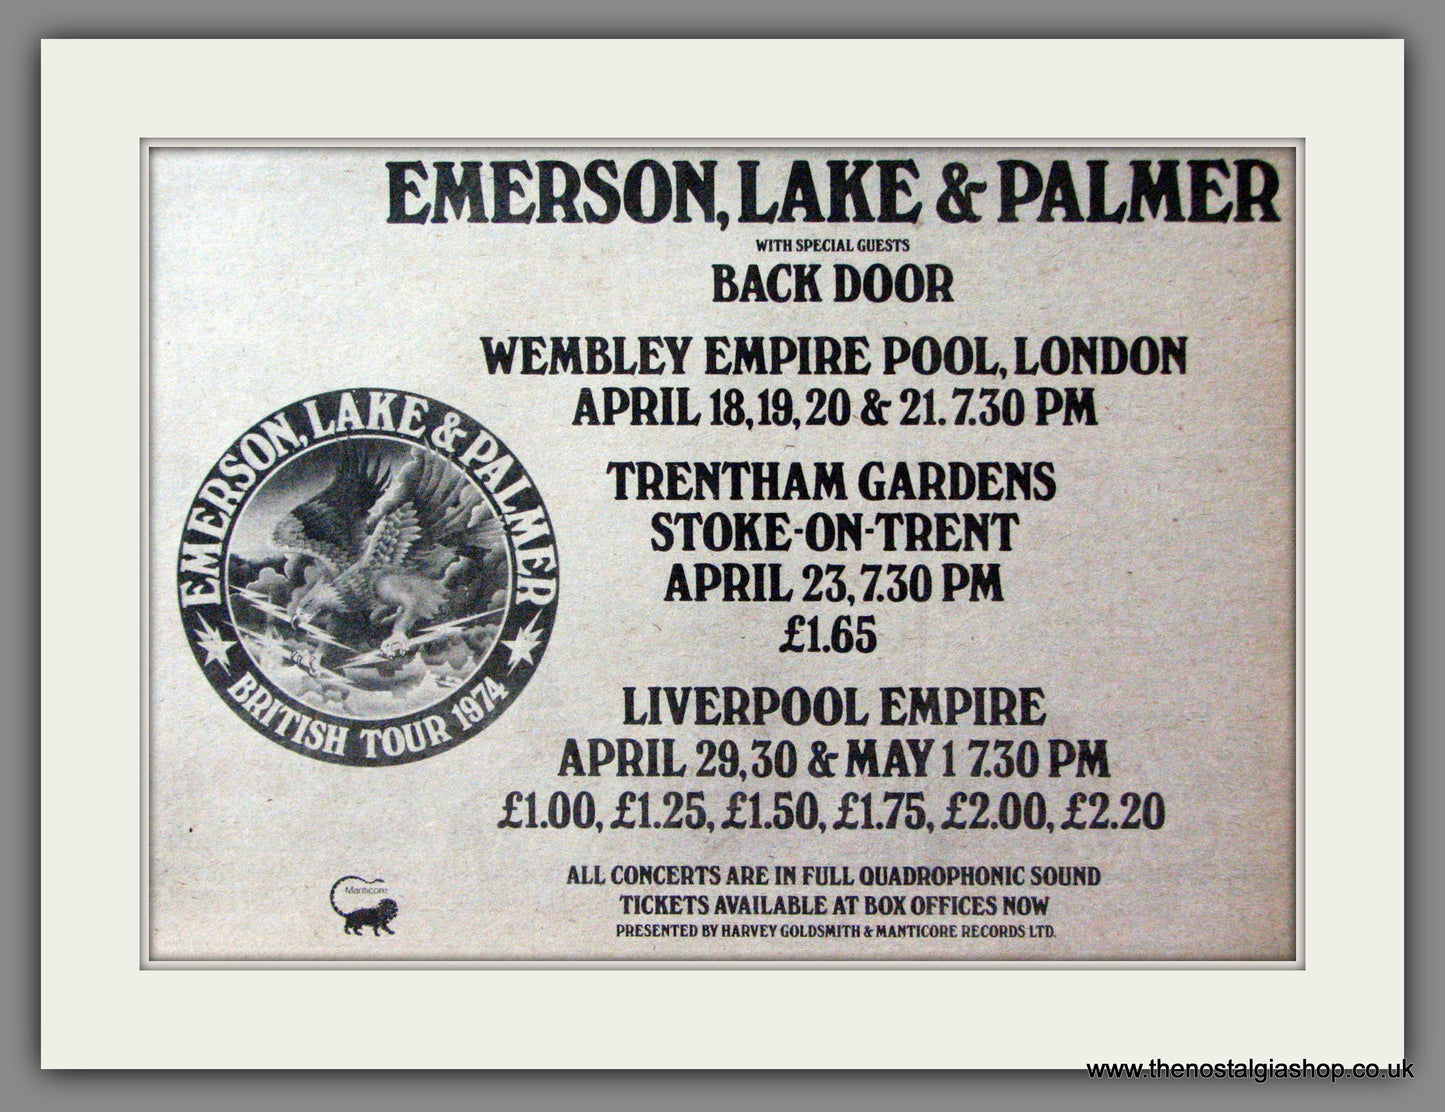 EMERSON, LAKE & PALMER
WITH SPECIAL GUESTS
BACK DOOR
WEMBLEY EMPIRE POOL, LONDON
APRIL 18, 19, 20 & 21. 7.30 PM
TRENTHAM GARDENS
STOKE-ON-TRENT
APRIL 23, 7.30 PM
£1.65
LIVERPOOL EMPIRE
APRIL 29, 30 & MAY 1 7.30 PM
£1.00, £1.25, £1.50, £1.75, £2.00, £2.20
ALL CONCERTS ARE IN FULL QUADROPHONIC SOUND
TICKETS AVAILABLE AT BOX OFFICES NOW
PRESENTED BY HARVEY GOLDSMITH & MANTICORE RECORDS LTD.
EMERSON, LAKE & PALMER
BRITISH TOUR 1974
Manticore
www.thenostalgiashop.co.uk